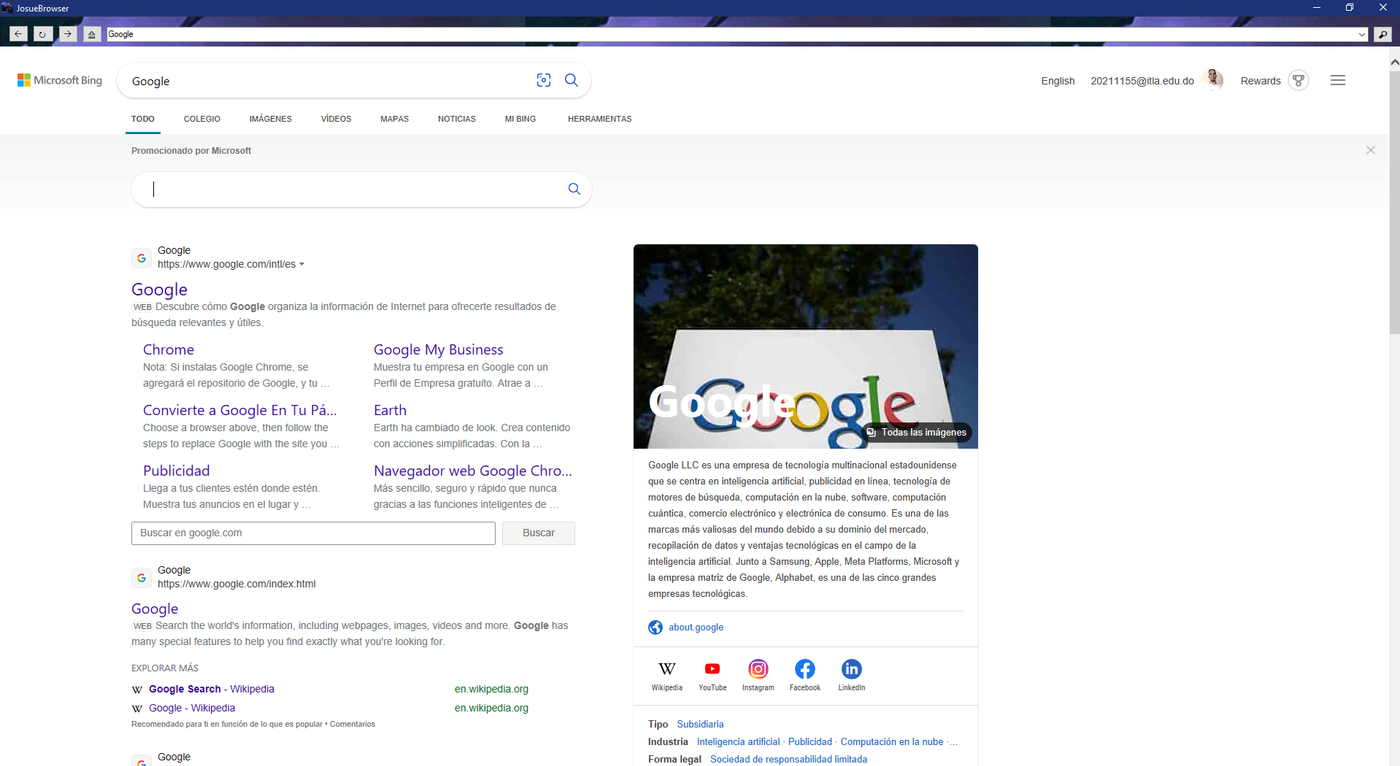 JosueBrowser
Google
Microsoft Bing
Google
English 20211155@itla.edu.do Rewards
TODO COLEGIO IMÁGENES VÍDEOS MAPAS NOTICIAS MI BING HERRAMIENTAS
Promocionado por Microsoft
Google
https://www.google.com/intl/es
Google
WEB Descubre cómo Google organiza la información de Internet para ofrecerte resultados de
búsqueda relevantes y útiles.
Chrome
Nota: Si instalas Google Chrome, se
agregará el repositorio de Google, y tu ...
Google My Business
Muestra tu empresa en Google con un
Perfil de Empresa gratuito. Atrae a ...
Convierte a Google En Tu Pá...
Choose a browser above, then follow the
steps to replace Google with the site you ...
Earth
Earth ha cambiado de look. Crea contenido
con acciones simplificadas. Con la ...
Publicidad
Llega a tus clientes estén donde estén.
Muestra tus anuncios en el lugar y ...
Navegador web Google Chro...
Más sencillo, seguro y rápido que nunca
gracias a las funciones inteligentes de ...
Buscar en google.com Buscar
Google
https://www.google.com/index.html
Google
WEB Search the world's information, including webpages, images, videos and more. Google has
many special features to help you find exactly what you're looking for.
EXPLORAR MÁS
Google Search - Wikipedia en.wikipedia.org
Google - Wikipedia en.wikipedia.org
Recomendado para ti en función de lo que es popular • Comentarios
Google
Google
Google
Todas las imágenes
Google LLC es una empresa de tecnología multinacional estadounidense
que se centra en inteligencia artificial, publicidad en línea, tecnología de
motores de búsqueda, computación en la nube, software, computación
cuántica, comercio electrónico y electrónica de consumo. Es una de las
marcas más valiosas del mundo debido a su dominio del mercado,
recopilación de datos y ventajas tecnológicas en el campo de la
inteligencia artificial. Junto a Samsung, Apple, Meta Platforms, Microsoft y
la empresa matriz de Google, Alphabet, es una de las cinco grandes
empresas tecnológicas.
about.google
Wikipedia YouTube Instagram Facebook LinkedIn
Tipo Subsidiaria
Industria Inteligencia artificial · Publicidad · Computación en la nube ·...
Forma legal Sociedad de responsabilidad limitada